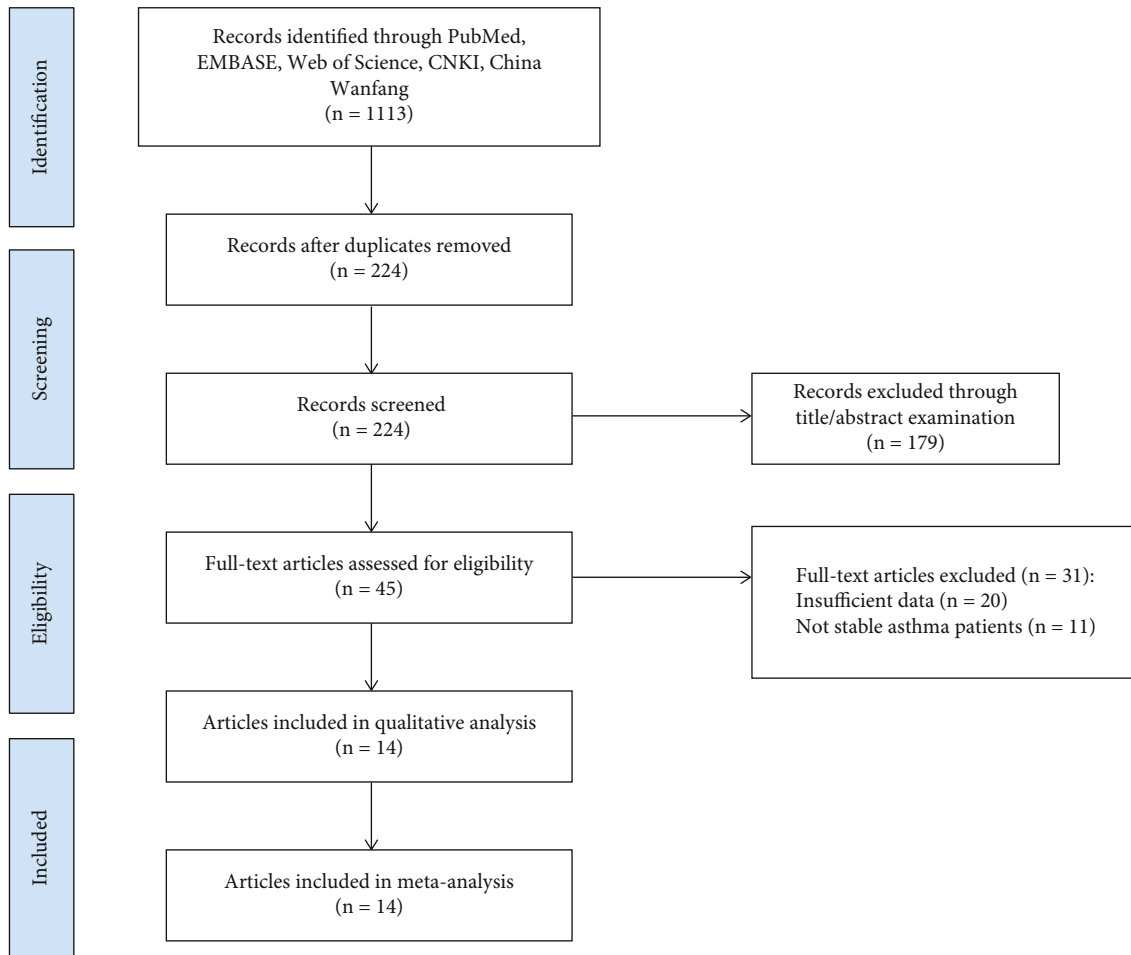 Identification
Records identified through PubMed,
EMBASE, Web of Science, CNKI, China
Wanfang
(n = 1113)
Records after duplicates removed
(n = 224)
Screening
Records screened
(n = 224)
Records excluded through
title/abstract examination
(n = 179)
Eligibility
Full-text articles assessed for eligibility
(n = 45)
Full-text articles excluded (n = 31):
Insufficient data (n = 20)
Not stable asthma patients (n = 11)
Articles included in qualitative analysis
(n = 14)
Included
Articles included in meta-analysis
(n = 14)